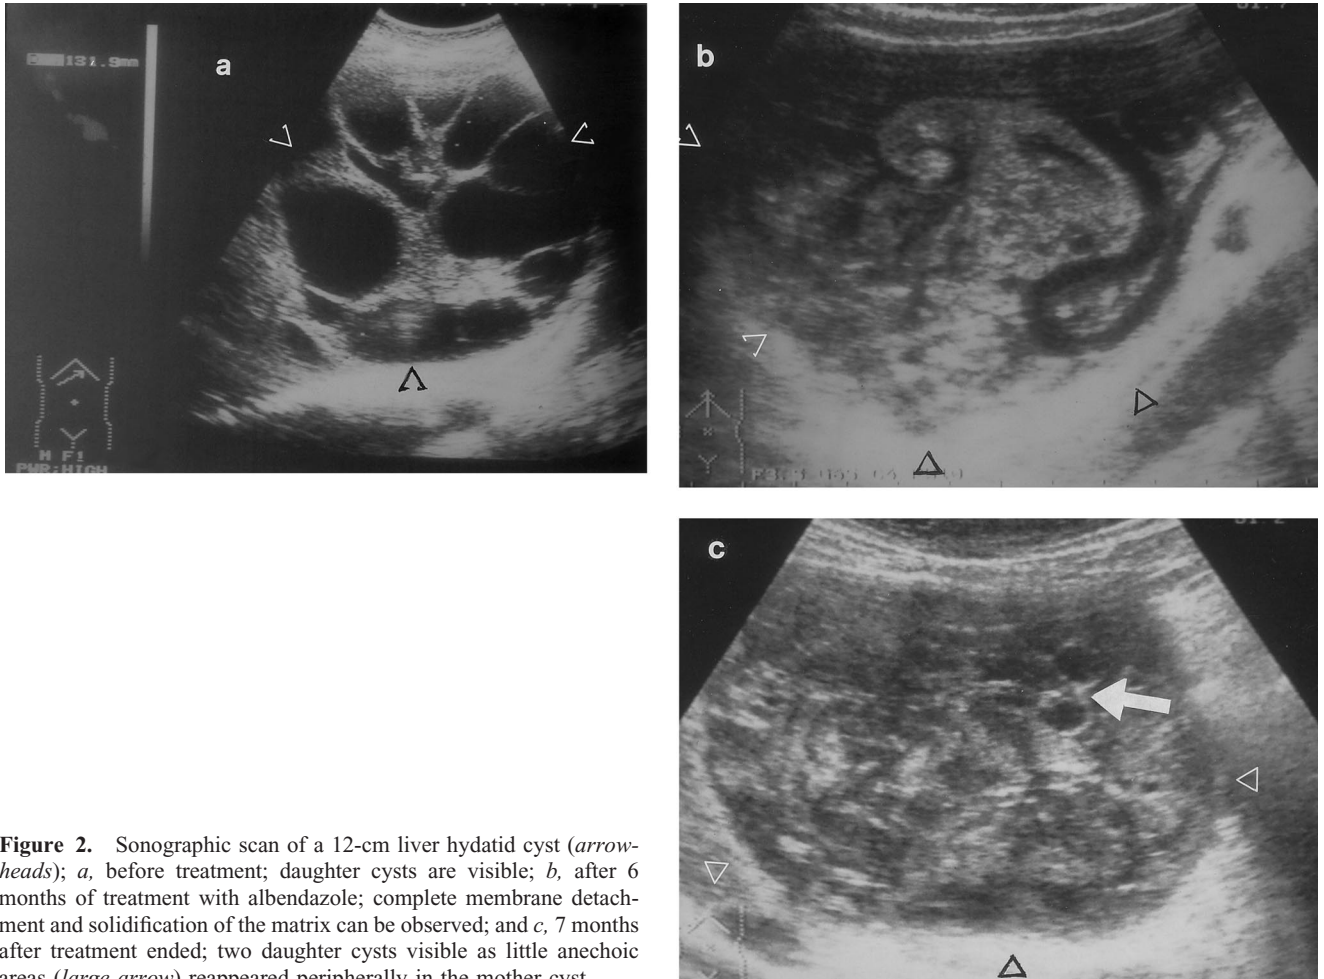 a
131.9mm
M F1
PWR:HIGH
b
c
Figure 2. Sonographic scan of a 12-cm liver hydatid cyst (arrow-
heads); a, before treatment; daughter cysts are visible; b, after 6
months of treatment with albendazole; complete membrane detach-
ment and solidification of the matrix can be observed; and c, 7 months
after treatment ended; two daughter cysts visible as little anechoic
areas (large arrow) reappeared peripherally in the mother cyst.